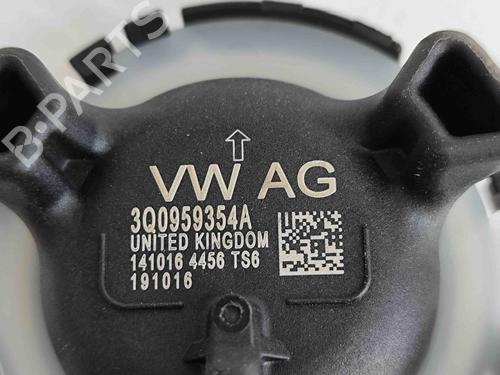 B-PARTS
VW AG
3Q0959354A
UNITED KINGDOM
141016 4456 TS6
191016